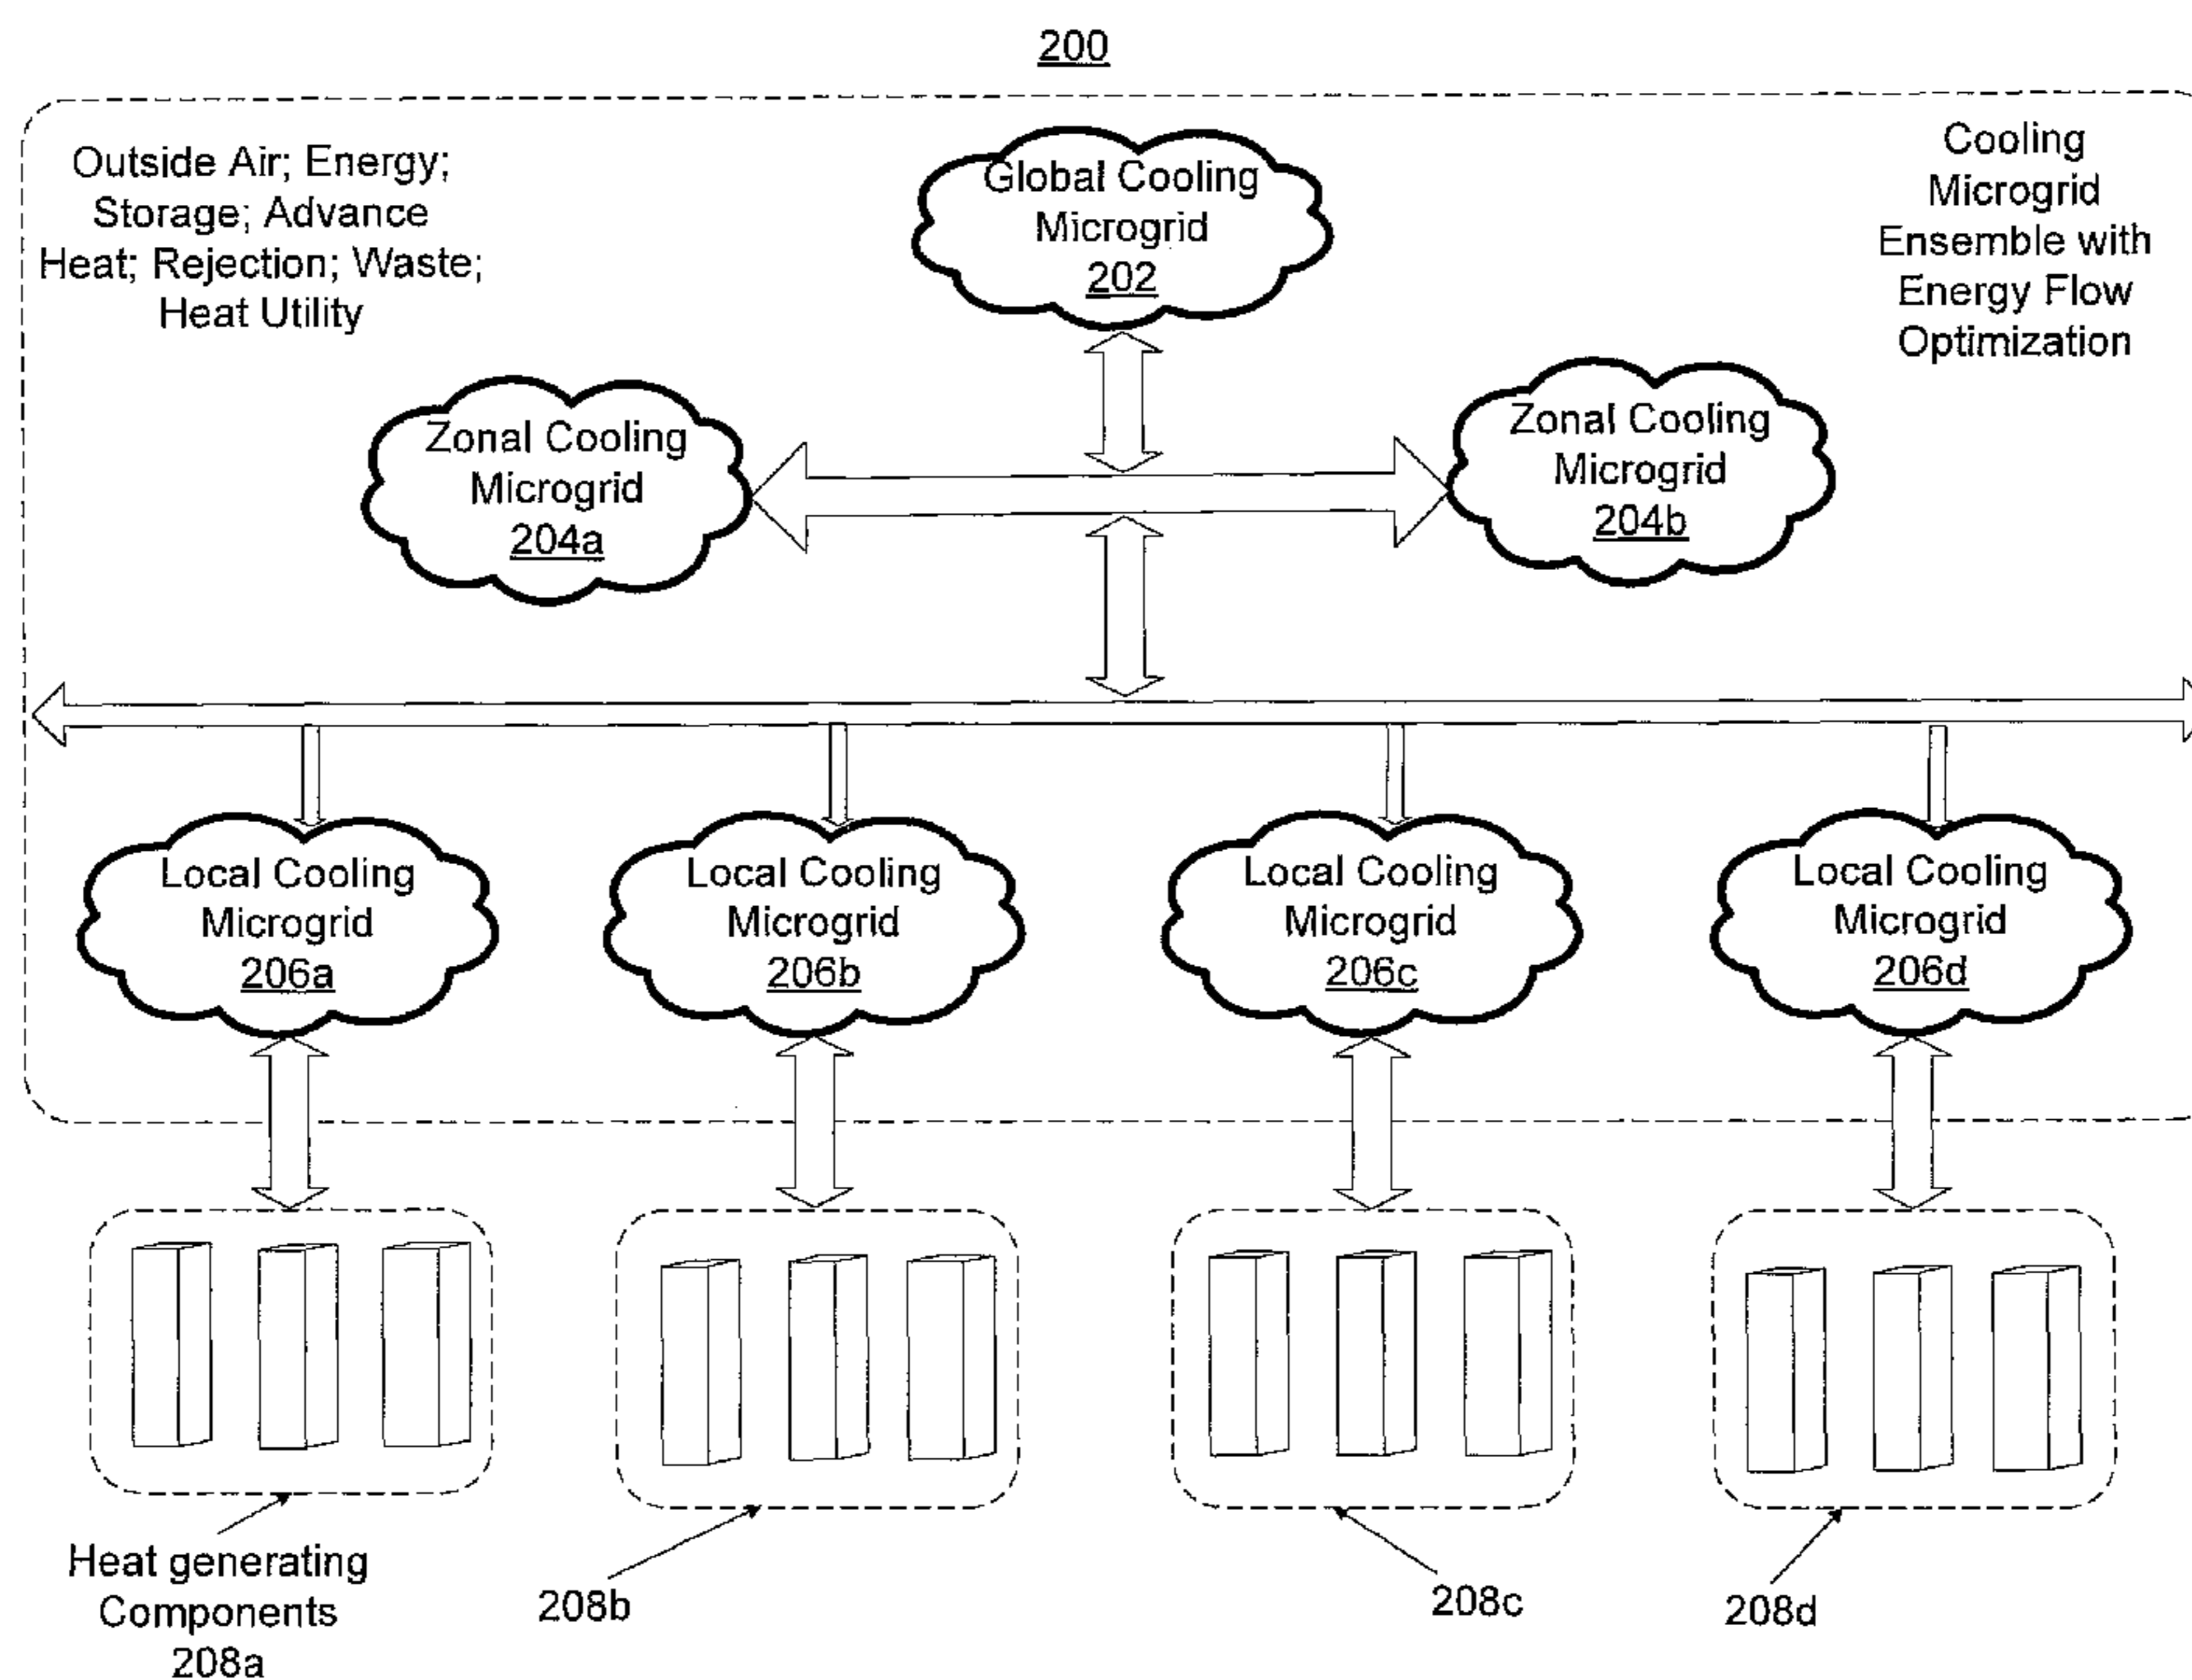 200
Outside Air; Energy;
Storage; Advance
Heat; Rejection; Waste;
Heat Utility
Global Cooling
Microgrid
202
Cooling
Microgrid
Ensemble with
Energy Flow
Optimization
Zonal Cooling
Microgrid
204a
Zonal Cooling
Microgrid
204b
Local Cooling
Microgrid
206a
Local Cooling
Microgrid
206b
Local Cooling
Microgrid
206c
Local Cooling
Microgrid
206d
Heat generating
Components
208a
208b
208c
208d